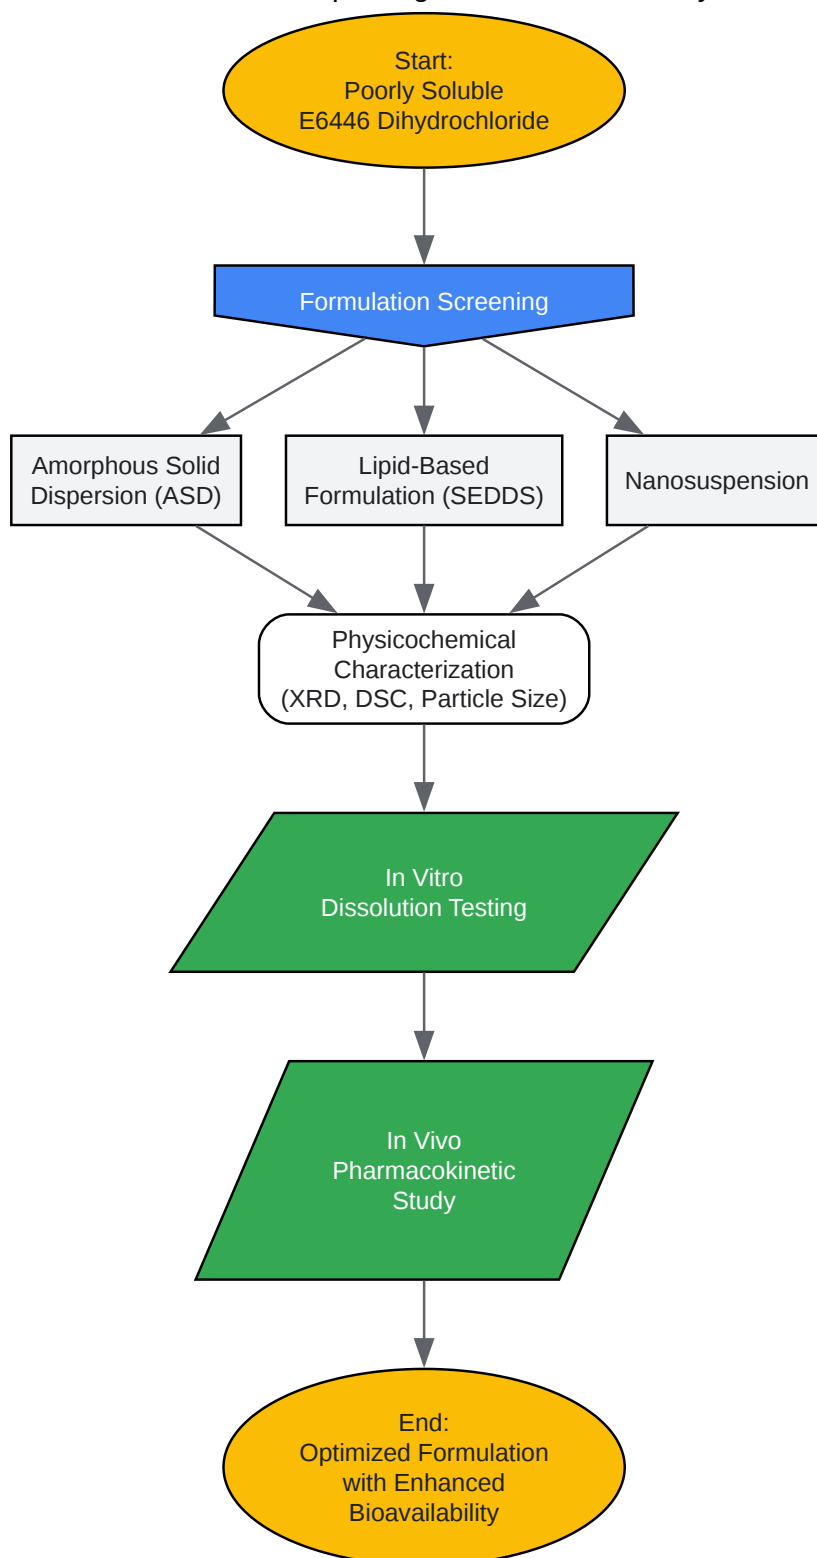 Start:
Poorly Soluble
E6446 Dihydrochloride
Formulation Screening
Amorphous Solid
Dispersion (ASD)
Lipid-Based
Formulation (SEDDS)
Nanosuspension
Physicochemical
Characterization
(XRD, DSC, Particle Size)
In Vitro
Dissolution Testing
In Vivo
Pharmacokinetic
Study
End:
Optimized Formulation
with Enhanced
Bioavailability